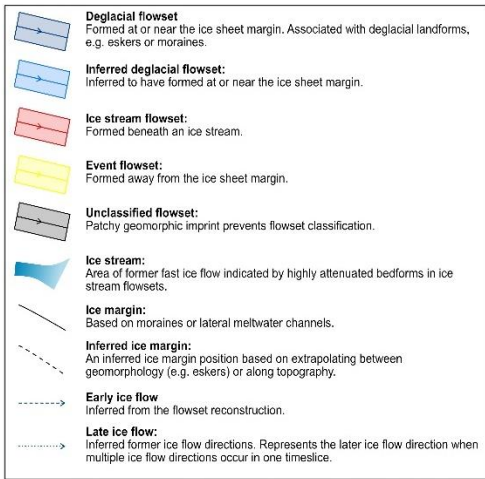 Deglacial flowset
Formed at or near the ice sheet margin. Associated with deglacial landforms,
e.g. eskers or moraines.
Inferred deglacial flowset:
Inferred to have formed at or near the ice sheet margin.
Ice stream flowset:
Formed beneath an ice stream.
Event flowset:
Formed away from the ice sheet margin.
Unclassified flowset:
Patchy geomorphic imprint prevents flowset classification.
Ice stream:
Area of former fast ice flow indicated by highly attenuated bedforms in ice
stream flowsets.
Ice margin:
Based on moraines or lateral meltwater channels.
Inferred ice margin:
An inferred ice margin position based on extrapolating between
geomorphology (e.g. eskers) or along topography.
Early ice flow
Inferred from the flowset reconstruction.
Late ice flow:
Inferred former ice flow directions. Represents the later ice flow direction when
multiple ice flow directions occur in one timeslice.